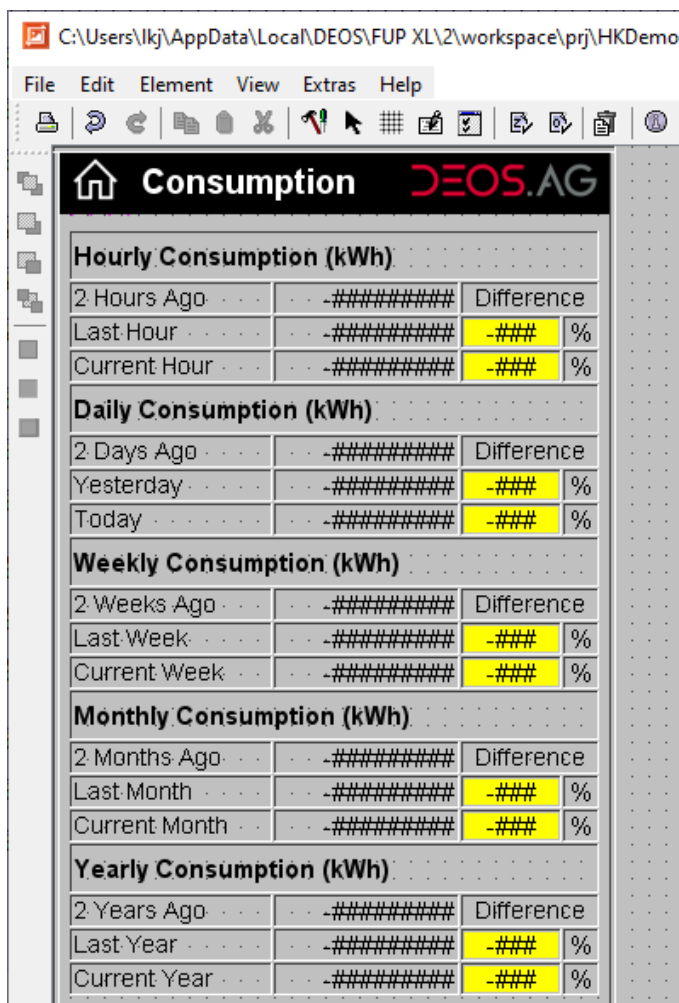 C:\Users\lkj\AppData\Local\DEOS\FUP XL\2\workspace\prj\HKDemo
File Edit Element View Extras Help
Consumption DEOS.AG
Hourly Consumption (kWh)
2 Hours Ago -######### Difference
Last Hour -######### -### %
Current Hour -######### -### %
Daily Consumption (kWh)
2 Days Ago -######### Difference
Yesterday -######### -### %
Today -######### -### %
Weekly Consumption (kWh)
2 Weeks Ago -######### Difference
Last Week -######### -### %
Current Week -######### -### %
Monthly Consumption (kWh)
2 Months Ago -######### Difference
Last Month -######### -### %
Current Month -######### -### %
Yearly Consumption (kWh)
2 Years Ago -######### Difference
Last Year -######### -### %
Current Year -######### -### %